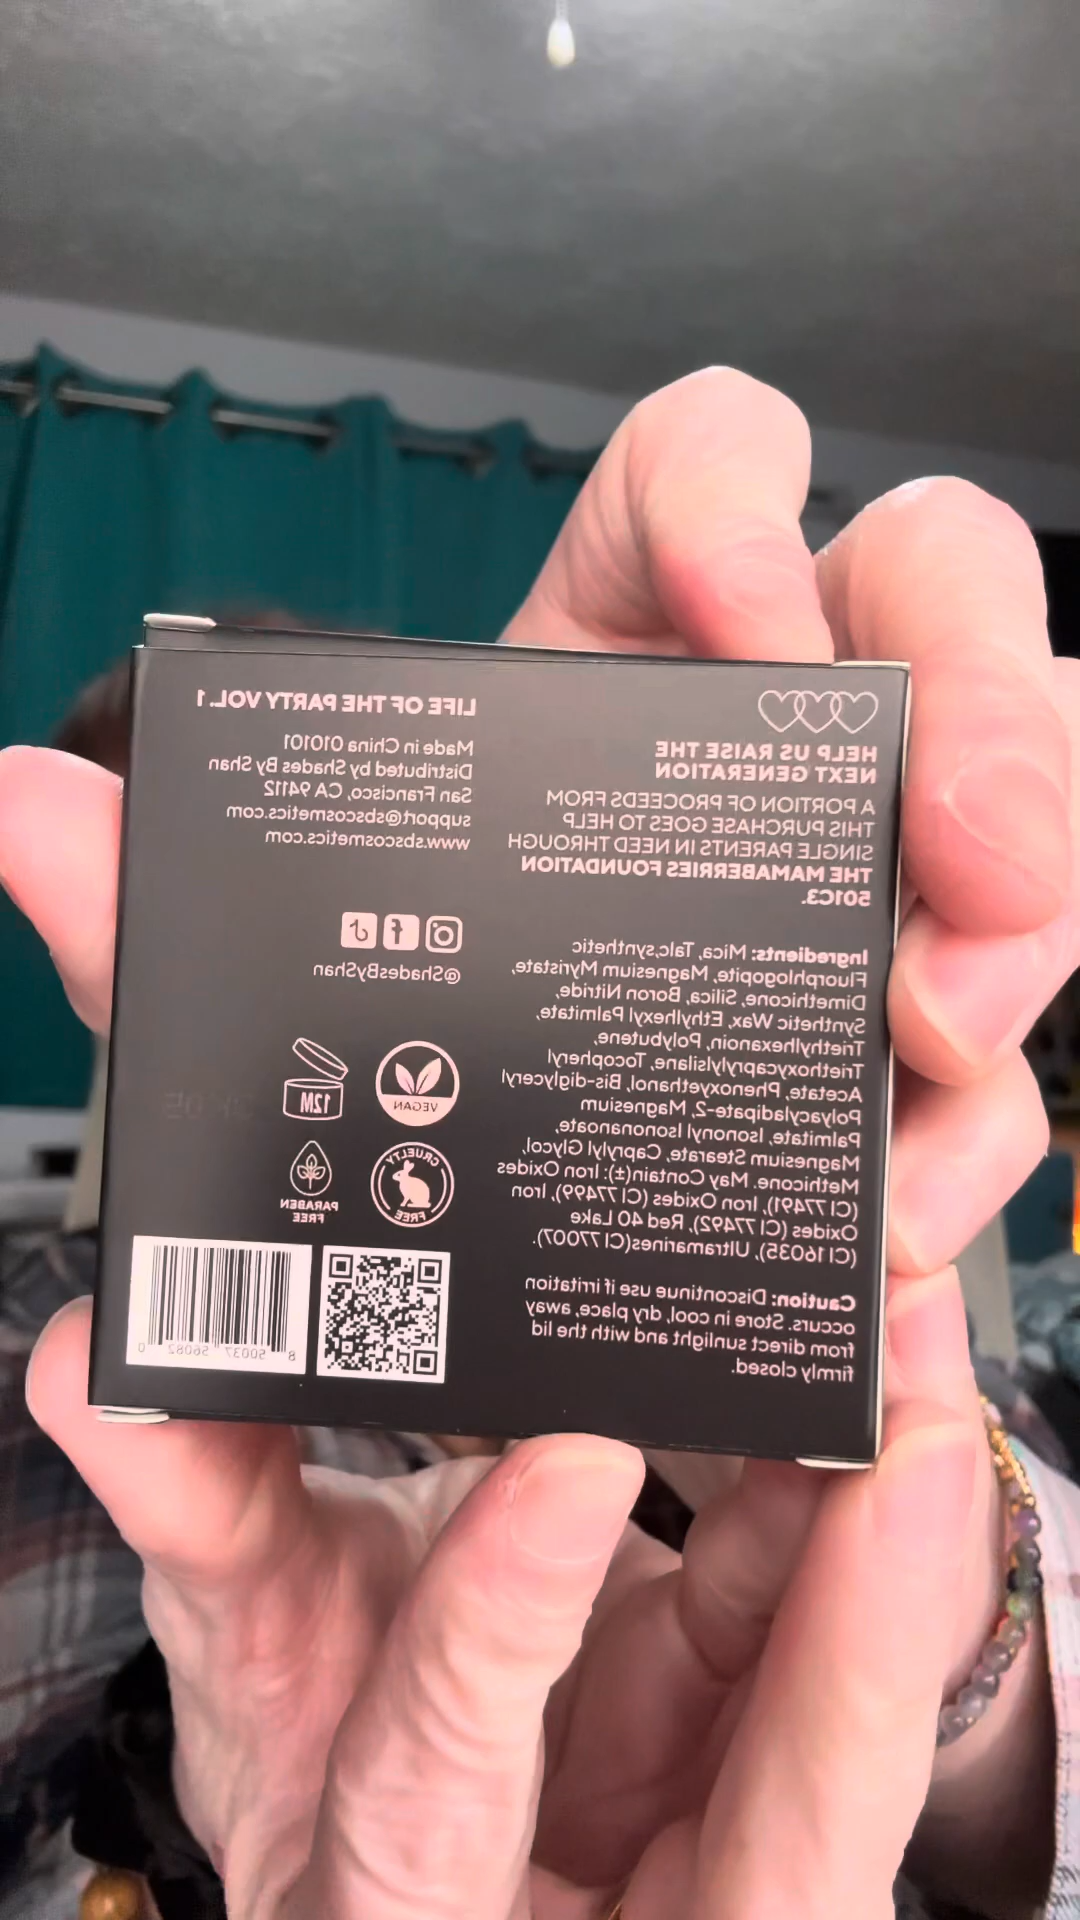 HELP US RAISE THE
NEXT GENERATION
A PORTION OF PROCEEDS FROM
THIS PURCHASE GOES TO HELP
SINGLE PARENTS IN NEED THROUGH
THE MAMABERRIES FOUNDATION
501C3.
Ingredients: Mica, Talc,synthetic
Fluorphlogopite, Magnesium Myristate,
Dimethicone, Silica, Boron Nitride,
Synthetic Wax, Ethylhexyl Palmitate,
Triethylhexanoin, Polybutene,
Triethoxycaprylylsilane, Tocopheryl
Acetate, Phenoxyethanol, Bis-diglyceryl
Polyacyladipate-2, Magnesium
Palmitate, Isononyl Isononanoate,
Magnesium Stearate, Caprylyl Glycol,
Methicone. May Contain(±): Iron Oxides
(CI 77491), Iron Oxides (CI 77499), Iron
Oxides (CI 77492), Red 40 Lake
(CI 16035), Ultramarines(CI 77007).
Caution: Discontinue use if irritation
occurs. Store in cool, dry place, away
from direct sunlight and with the lid
firmly closed.
LIFE OF THE PARTY VOL.1
Made in China 010101
Distributed by Shades By Shan
San Francisco, CA 94112
support@sbscosmetics.com
www.sbscosmetics.com
@ShadesByShan
VEGAN
12M
CRUELTY
FREE
PARABEN
FREE
8 50037 56082 0